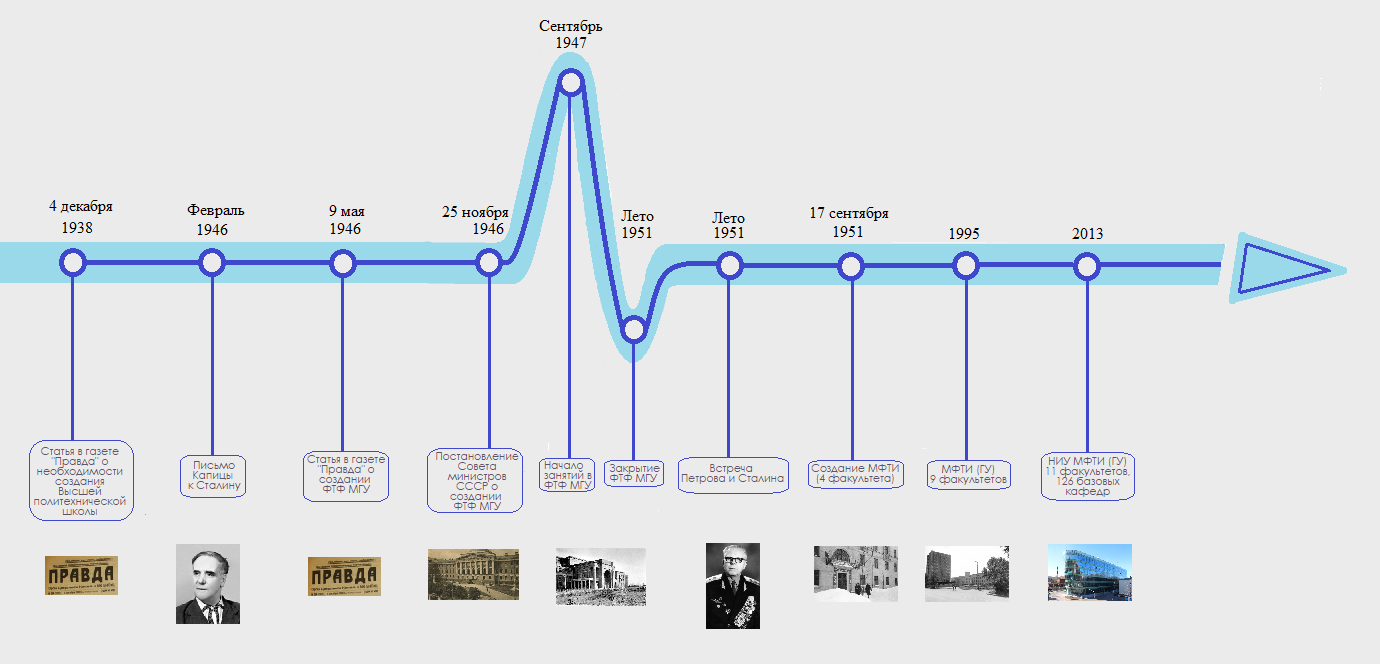 Сентябрь
1947
4 декабря
1938
Февраль
1946
9 мая
1946
25 ноября
1946
Лето
1951
Лето
1951
17 сентября
1951
1995
2013
Статья в газете
"Правда" о
необходимости
создания
Высшей
политехнической
школы
Письмо
Капицы
к Сталину
Статья в газете
"Правда" о
создании
ФТФ МГУ
Постановление
Совета
министров
СССР о
создании
ФТФ МГУ
Начало
занятий в
ФТФ МГУ
Закрытие
ФТФ МГУ
Встреча
Петрова и Сталина
Создание МФТИ
(4 факультета)
МФТИ (ГУ)
9 факультетов
НИУ МФТИ (ГУ)
11 факультетов,
126 базовых
кафедр
ПРАВДА
ПРАВДА